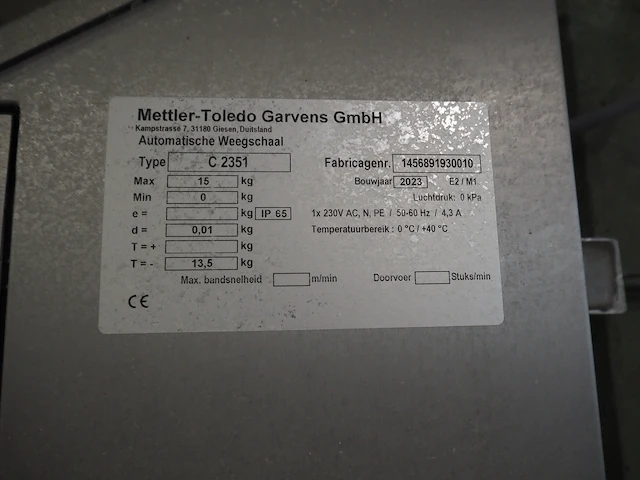 Mettler-Toledo Garvens GmbH
Kampstrasse 7, 31180 Giesen, Duitsland
Automatische Weegschaal
Type C 2351 Fabricagenr. 1456891930010
Max 15 kg Bouwjaar 2023 E2 / M1
Min 0 kg Luchtdruk: 0 kPa
e = kg IP 65 1x 230V AC, N, PE / 50-60 Hz / 4,3 A
d = 0,01 kg Temperatuurbereik : 0 °C / +40 °C
T = + kg
T = - 13,5 kg
Max. bandsnelheid m/min Doorvoer Stuks/min
CE